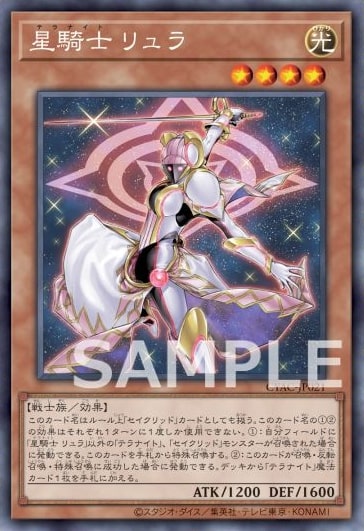 テラナイト
星騎士 リュラ
ひかり
光
SAMPLE
CYAC-JP021
【戦士族／効果】
このカード名はルール上「セイクリッド」カードとしても扱う。このカード名の①②
の効果はそれぞれ1ターンに1度しか使用できない。①：自分フィールドに
「星騎士 リュラ」以外の「テラナイト」、「セイクリッド」モンスターが召喚された場合
に発動できる。このカードを手札から特殊召喚する。②：このカードが召喚・反転
召喚・特殊召喚に成功した場合に発動できる。デッキから「テラナイト」魔法
カード1枚を手札に加える。
ATK/1200 DEF/1600
©スタジオ・ダイス／集英社・テレビ東京・KONAMI